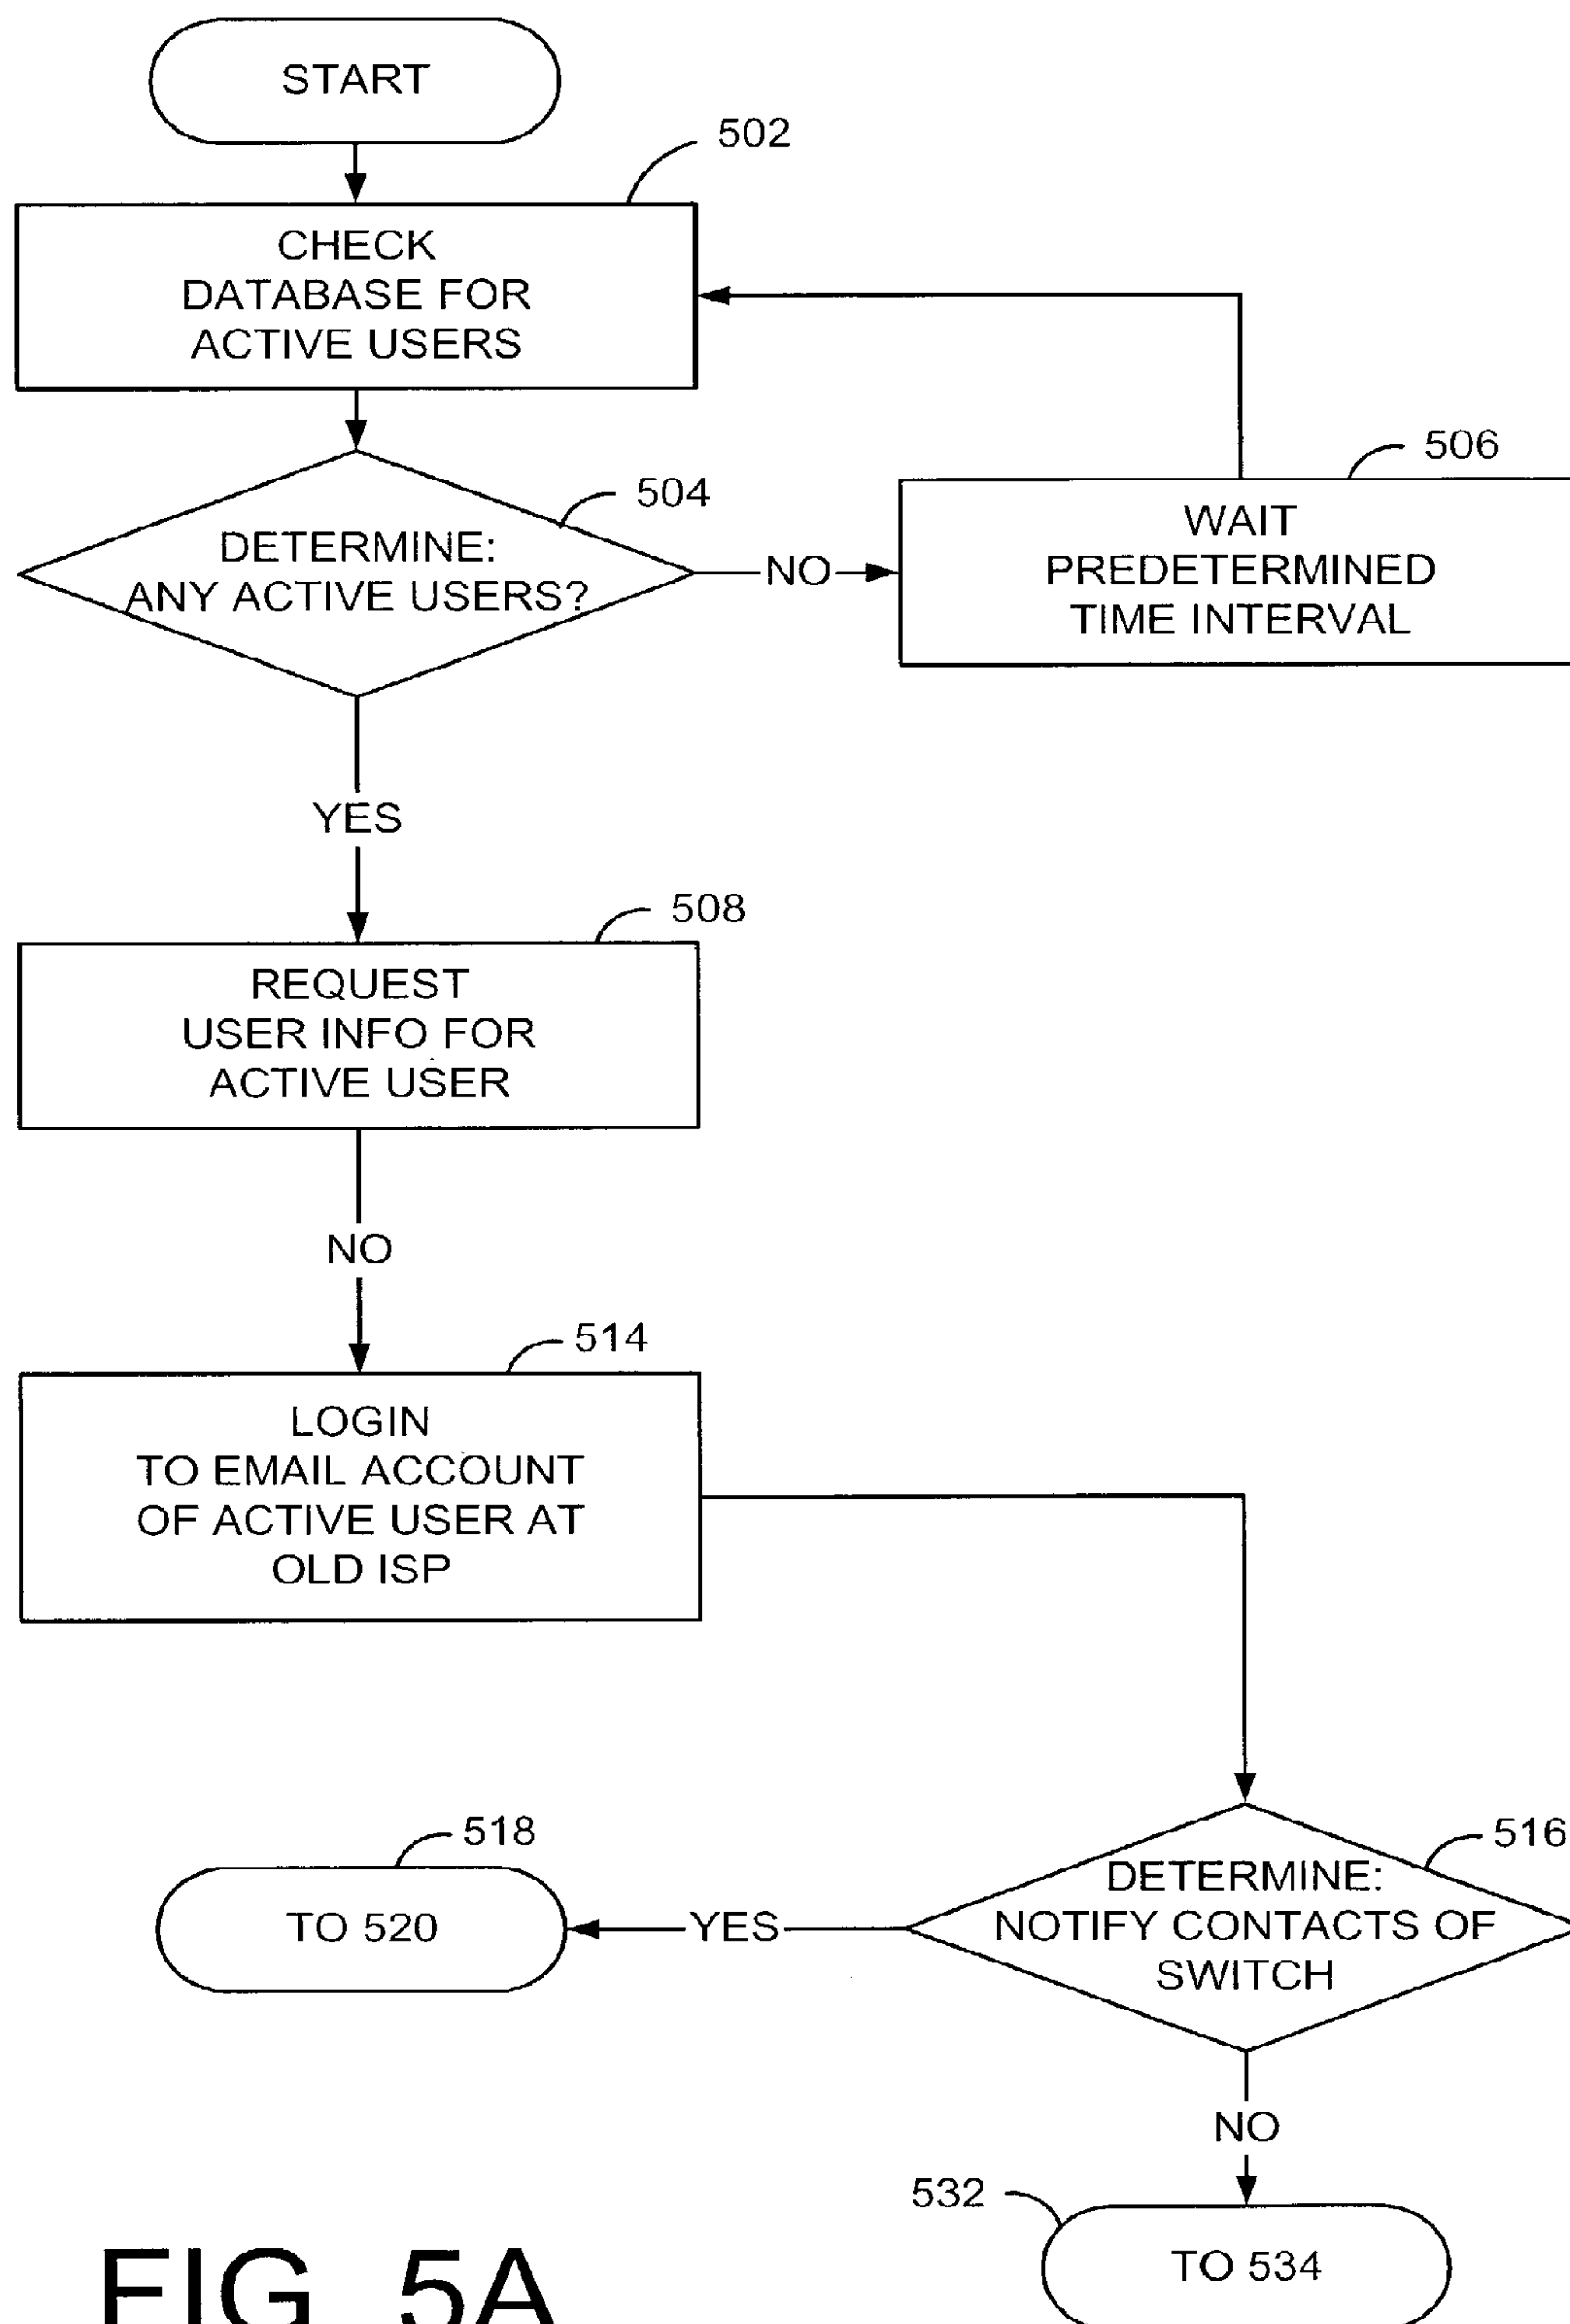 START
502
CHECK
DATABASE FOR
ACTIVE USERS
504
DETERMINE:
ANY ACTIVE USERS?
NO
506
WAIT
PREDETERMINED
TIME INTERVAL
YES
508
REQUEST
USER INFO FOR
ACTIVE USER
NO
514
LOGIN
TO EMAIL ACCOUNT
OF ACTIVE USER AT
OLD ISP
516
DETERMINE:
NOTIFY CONTACTS OF
SWITCH
YES
518
TO 520
NO
532
TO 534
FIG. 5A